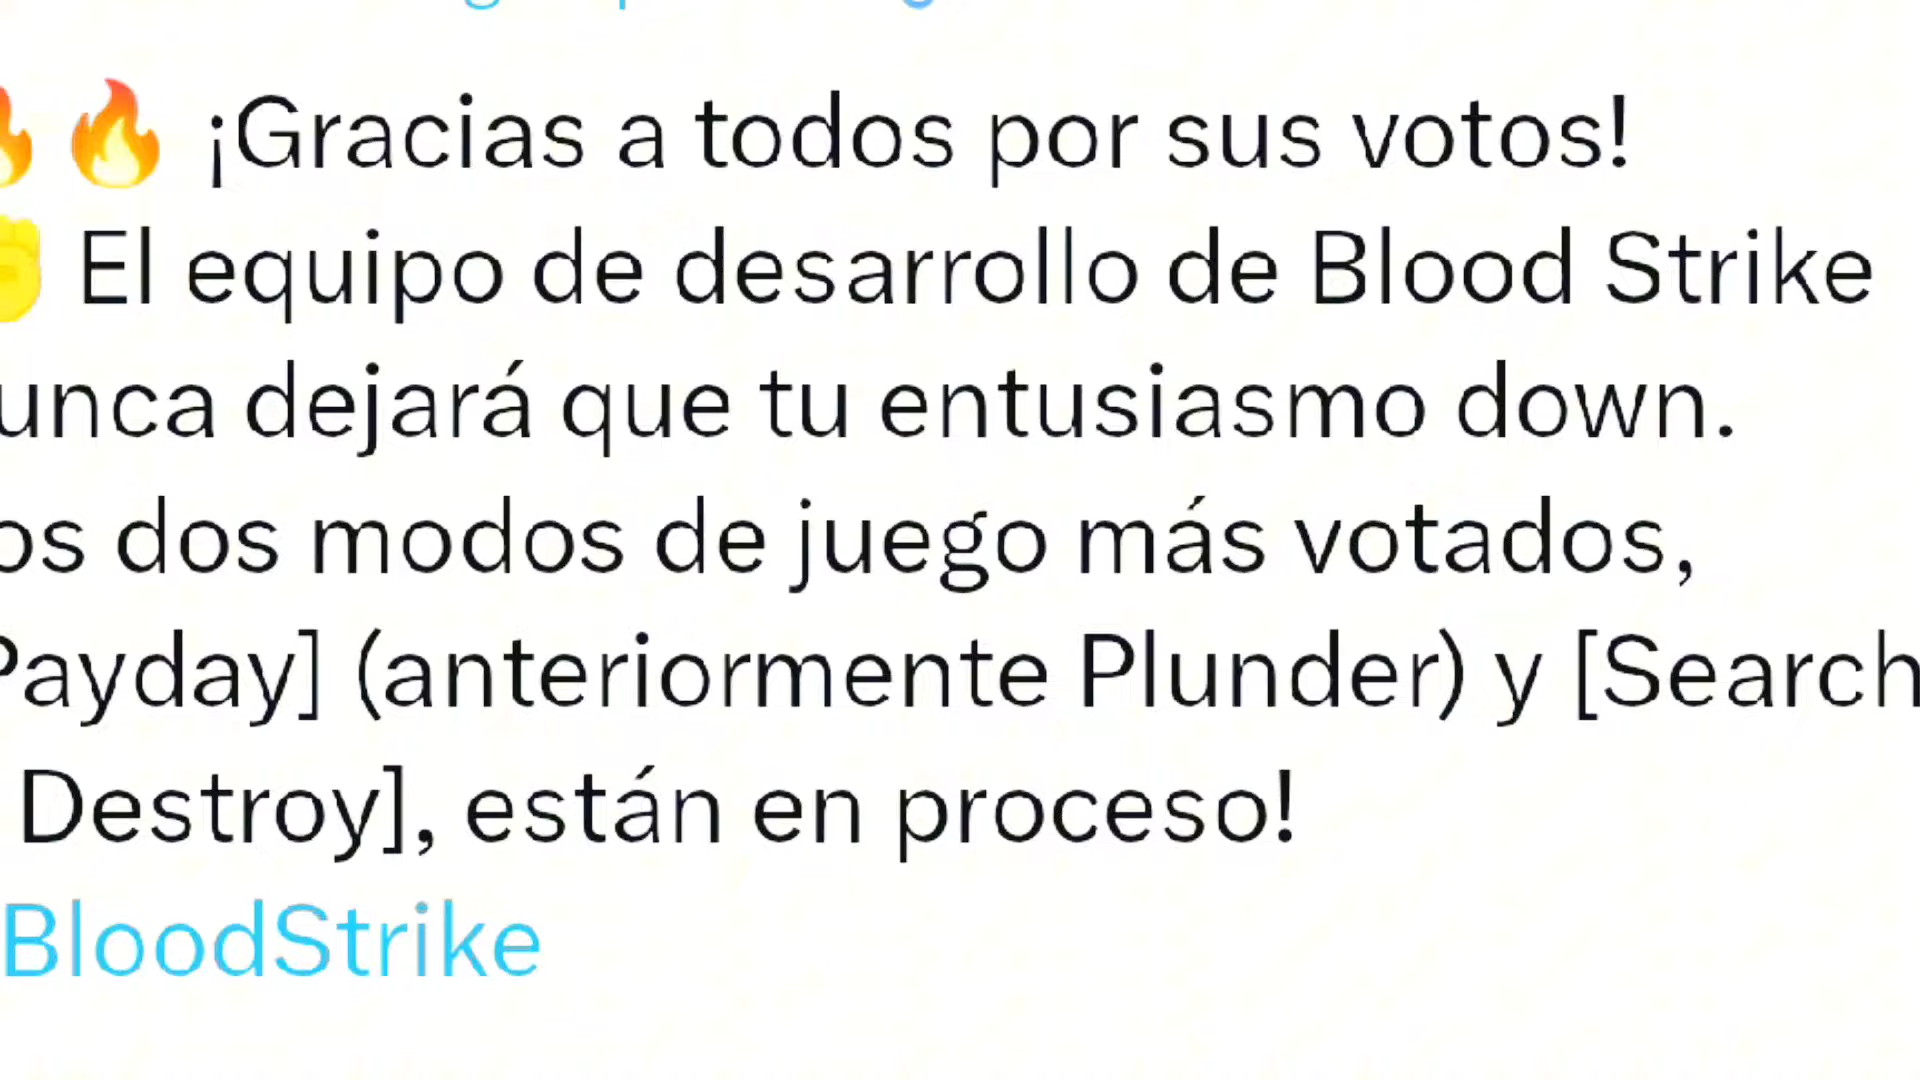 🔥🔥 ¡Gracias a todos por sus votos!
✊ El equipo de desarrollo de Blood Strike
unca dejará que tu entusiasmo down.
os dos modos de juego más votados,
Payday] (anteriormente Plunder) y [Search
Destroy], están en proceso!
BloodStrike